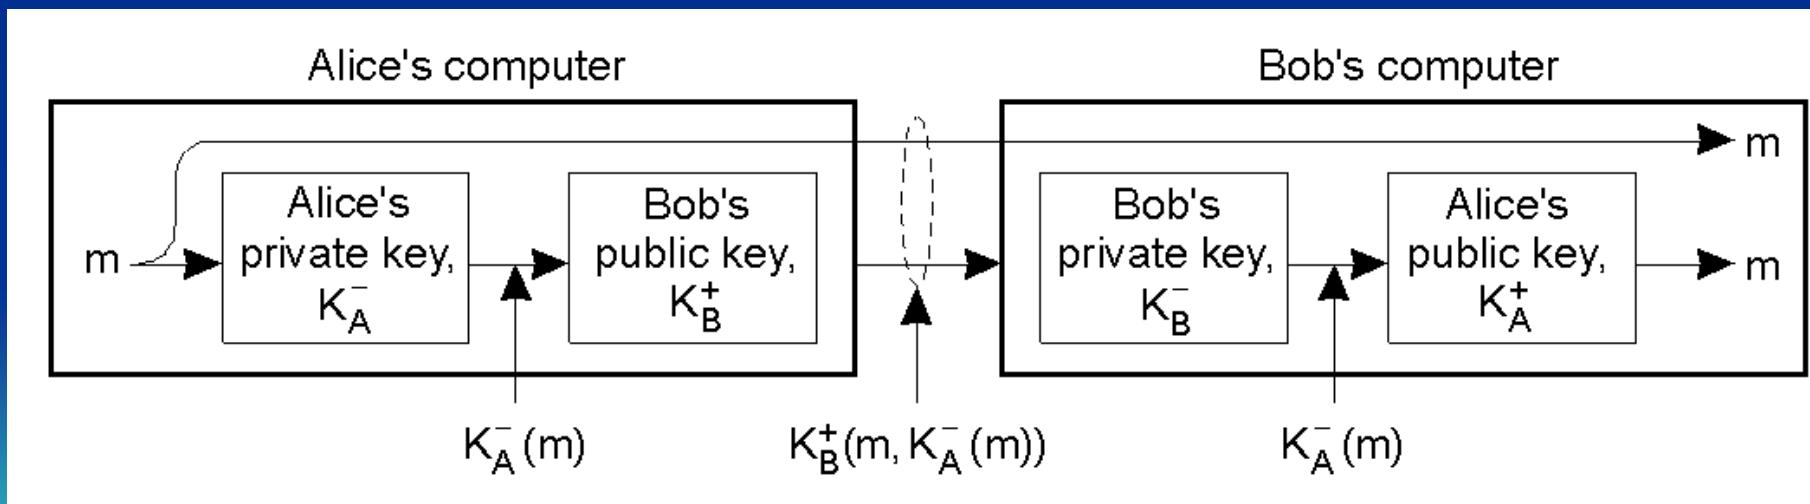 Alice's computer
Bob's computer
m
m
Alice's
private key,
K_A^-
Bob's
public key,
K_B^+
Bob's
private key,
K_B^-
Alice's
public key,
K_A^+
m
K_A^-(m)
K_B^+(m, K_A^-(m))
K_A^-(m)